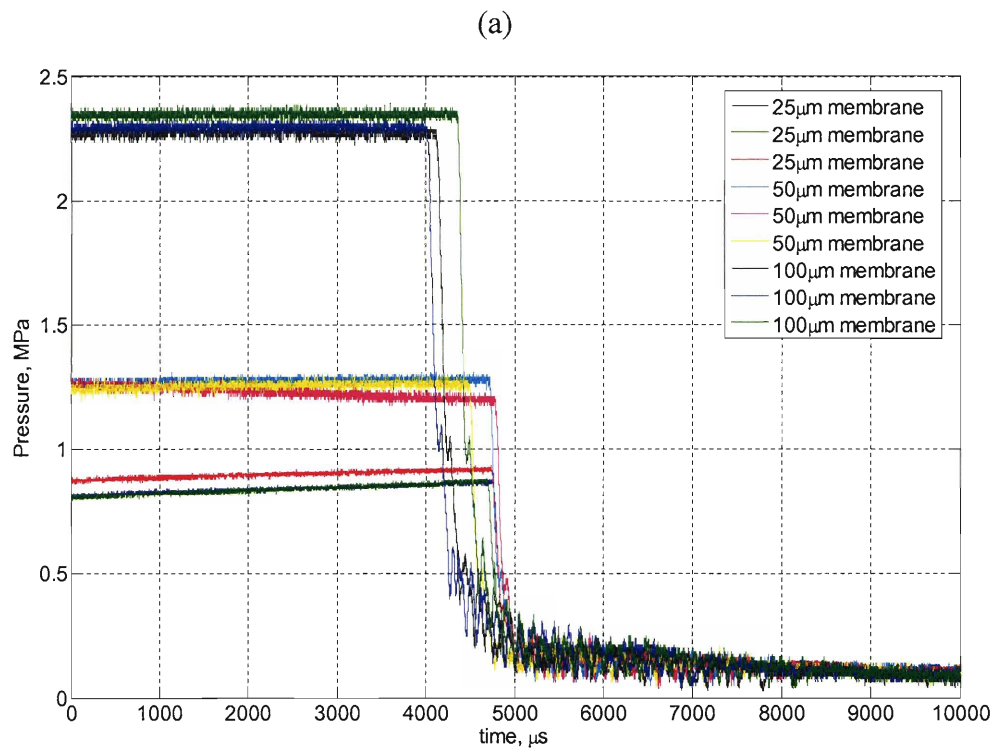 (a)
2.5
2
1.5
1
0.5
0
Pressure, MPa
25μm membrane
25μm membrane
25μm membrane
50μm membrane
50μm membrane
50μm membrane
100μm membrane
100μm membrane
100μm membrane
0 1000 2000 3000 4000 5000 6000 7000 8000 9000 10000
time, μs